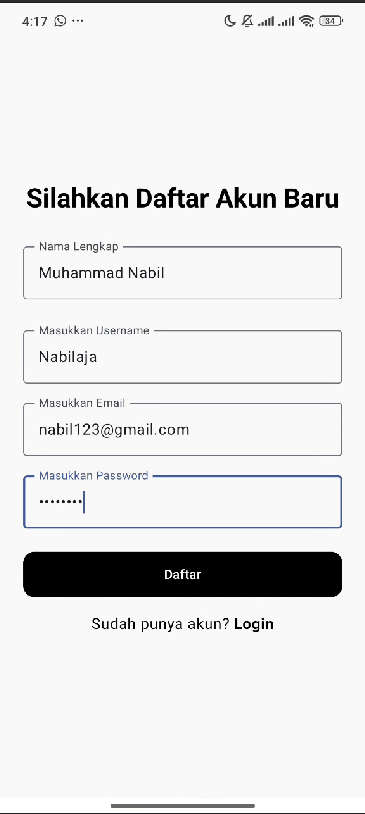 4:17
34
Silahkan Daftar Akun Baru
Nama Lengkap
Muhammad Nabil
Masukkan Username
Nabilaja
Masukkan Email
nabil123@gmail.com
Masukkan Password
••••••••
Daftar
Sudah punya akun? Login